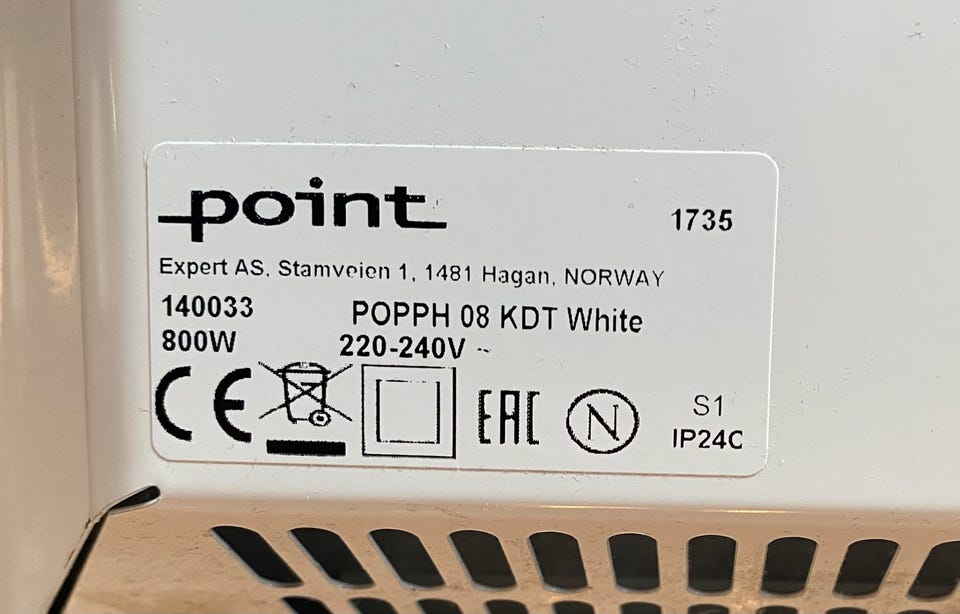 point
1735
Expert AS, Stamveien 1, 1481 Hagan, NORWAY
140033 POPPH 08 KDT White
800W 220-240V ~
CE EAC N S1
IP24C